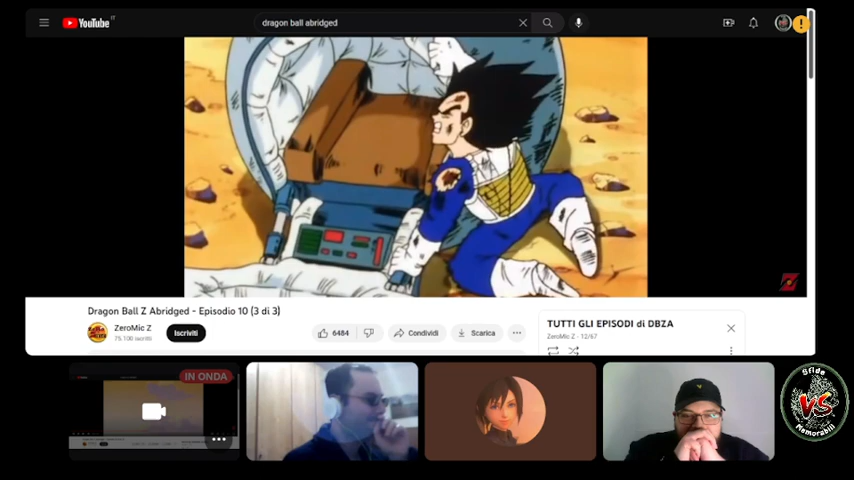 YouTube IT
dragon ball abridged
Dragon Ball Z Abridged - Episodio 10 (3 di 3)
ZeroMic Z
75.100 iscritti
Iscriviti
6484
Condividi
Scarica
TUTTI GLI EPISODI di DBZA
ZeroMic Z - 12/67
IN ONDA
Sfide
VS
Memorabili